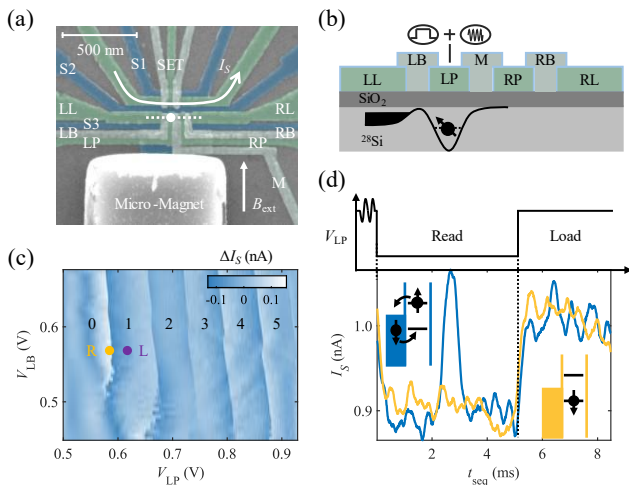 (a)
500 nm
S2
S1
SET
I_S
LL
RL
S3
LB
RB
LP
RP
M
Micro-Magnet
B_ext
(b)
LB
M
RB
LL
LP
RP
RL
SiO2
28Si
(c)
ΔI_S (nA)
-0.1
0.1
V_LB (V)
0.6
0.5
0
1
2
3
4
5
R
L
0.5
0.6
0.7
0.8
0.9
V_LP (V)
(d)
V_LP
Read
Load
I_S (nA)
1.0
0.9
0
2
4
6
8
t_seq (ms)